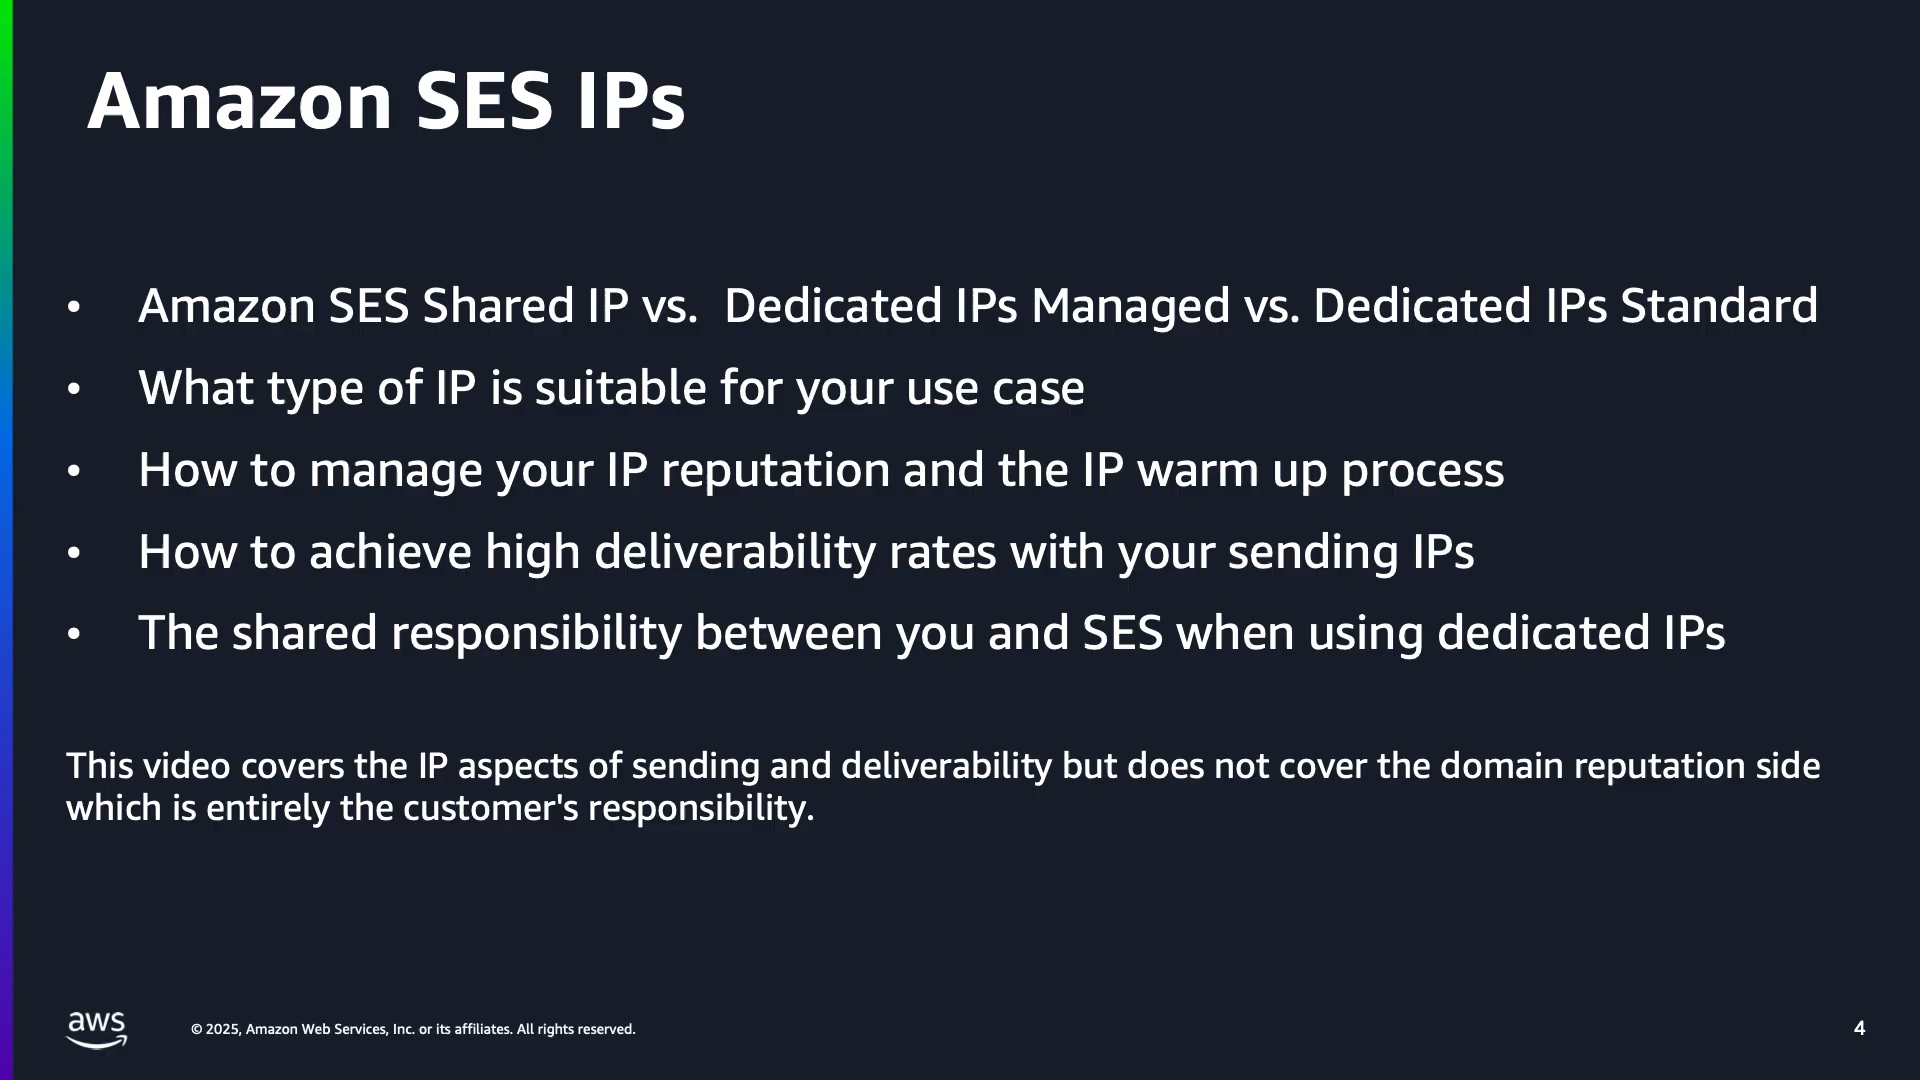 Amazon SES IPs
• Amazon SES Shared IP vs.  Dedicated IPs Managed vs. Dedicated IPs Standard
• What type of IP is suitable for your use case
• How to manage your IP reputation and the IP warm up process
• How to achieve high deliverability rates with your sending IPs
• The shared responsibility between you and SES when using dedicated IPs
This video covers the IP aspects of sending and deliverability but does not cover the domain reputation side
which is entirely the customer's responsibility.
aws
© 2025, Amazon Web Services, Inc. or its affiliates. All rights reserved.
4